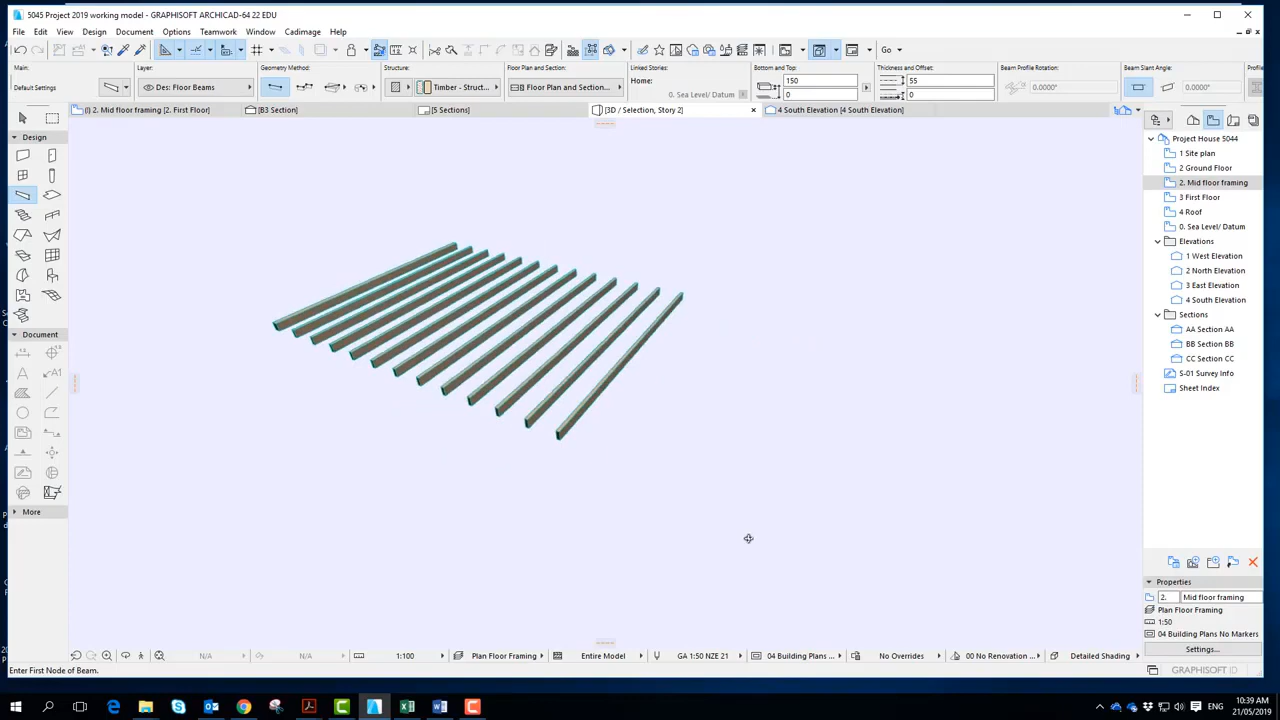 5045 Project 2019 working model - GRAPHISOFT ARCHICAD-64 22 EDU
File Edit View Design Document Options Teamwork Window Cadimage Help
Go
Main: Layer: Geometry Method: Structure: Floor Plan and Section: Linked Stories: Bottom and Top: Thickness and Offset: Beam Profile Rotation: Beam Slant Angle: Profile
Default Settings Des: Floor Beams Timber - Struct... Floor Plan and Section... Home: 150 55 0.0000° 0.0000°
0. Sea Level/ Datum 0 0
(I) 2. Mid floor framing [2. First Floor] [B3 Section] [5 Sections] [3D / Selection, Story 2] 4 South Elevation [4 South Elevation]
Design
Document
More
Project House 5044
1 Site plan
2 Ground Floor
2. Mid floor framing
3 First Floor
4 Roof
0. Sea Level/ Datum
Elevations
1 West Elevation
2 North Elevation
3 East Elevation
4 South Elevation
Sections
AA Section AA
BB Section BB
CC Section CC
S-01 Survey Info
Sheet Index
Properties
2. Mid floor framing
Plan Floor Framing
1:50
04 Building Plans No Markers
Settings...
N/A N/A 1:100 Plan Floor Framing Entire Model GA 1:50 NZE 21 04 Building Plans ... No Overrides 00 No Renovation ... Detailed Shading
Enter First Node of Beam.
GRAPHISOFT ID
ENG
10:39 AM
21/05/2019